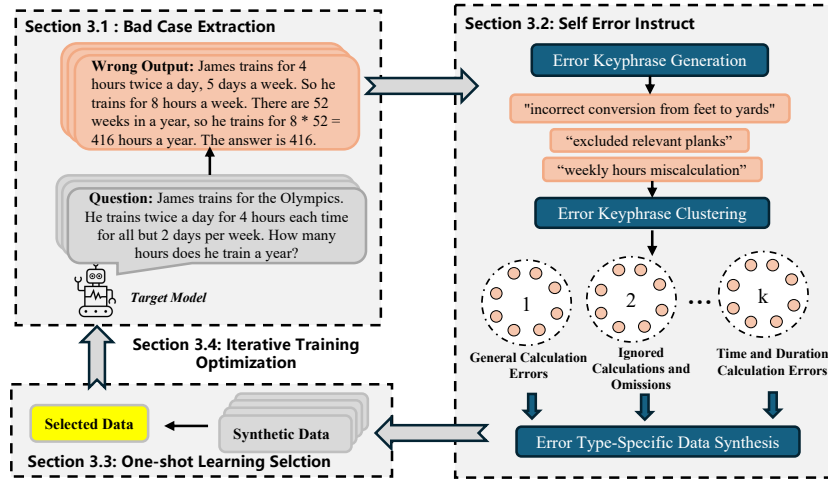 Section 3.1 : Bad Case Extraction
Wrong Output: James trains for 4
hours twice a day, 5 days a week. So he
trains for 8 hours a week. There are 52
weeks in a year, so he trains for 8 * 52 =
416 hours a year. The answer is 416.
Question: James trains for the Olympics.
He trains twice a day for 4 hours each time
for all but 2 days per week. How many
hours does he train a year?
Target Model
Section 3.2: Self Error Instruct
Error Keyphrase Generation
"incorrect conversion from feet to yards"
“excluded relevant planks”
“weekly hours miscalculation”
Error Keyphrase Clustering
1
2
...
k
General Calculation
Errors
Ignored
Calculations and
Omissions
Time and Duration
Calculation Errors
Error Type-Specific Data Synthesis
Section 3.4: Iterative Training
Optimization
Selected Data
Synthetic Data
Section 3.3: One-shot Learning Selction